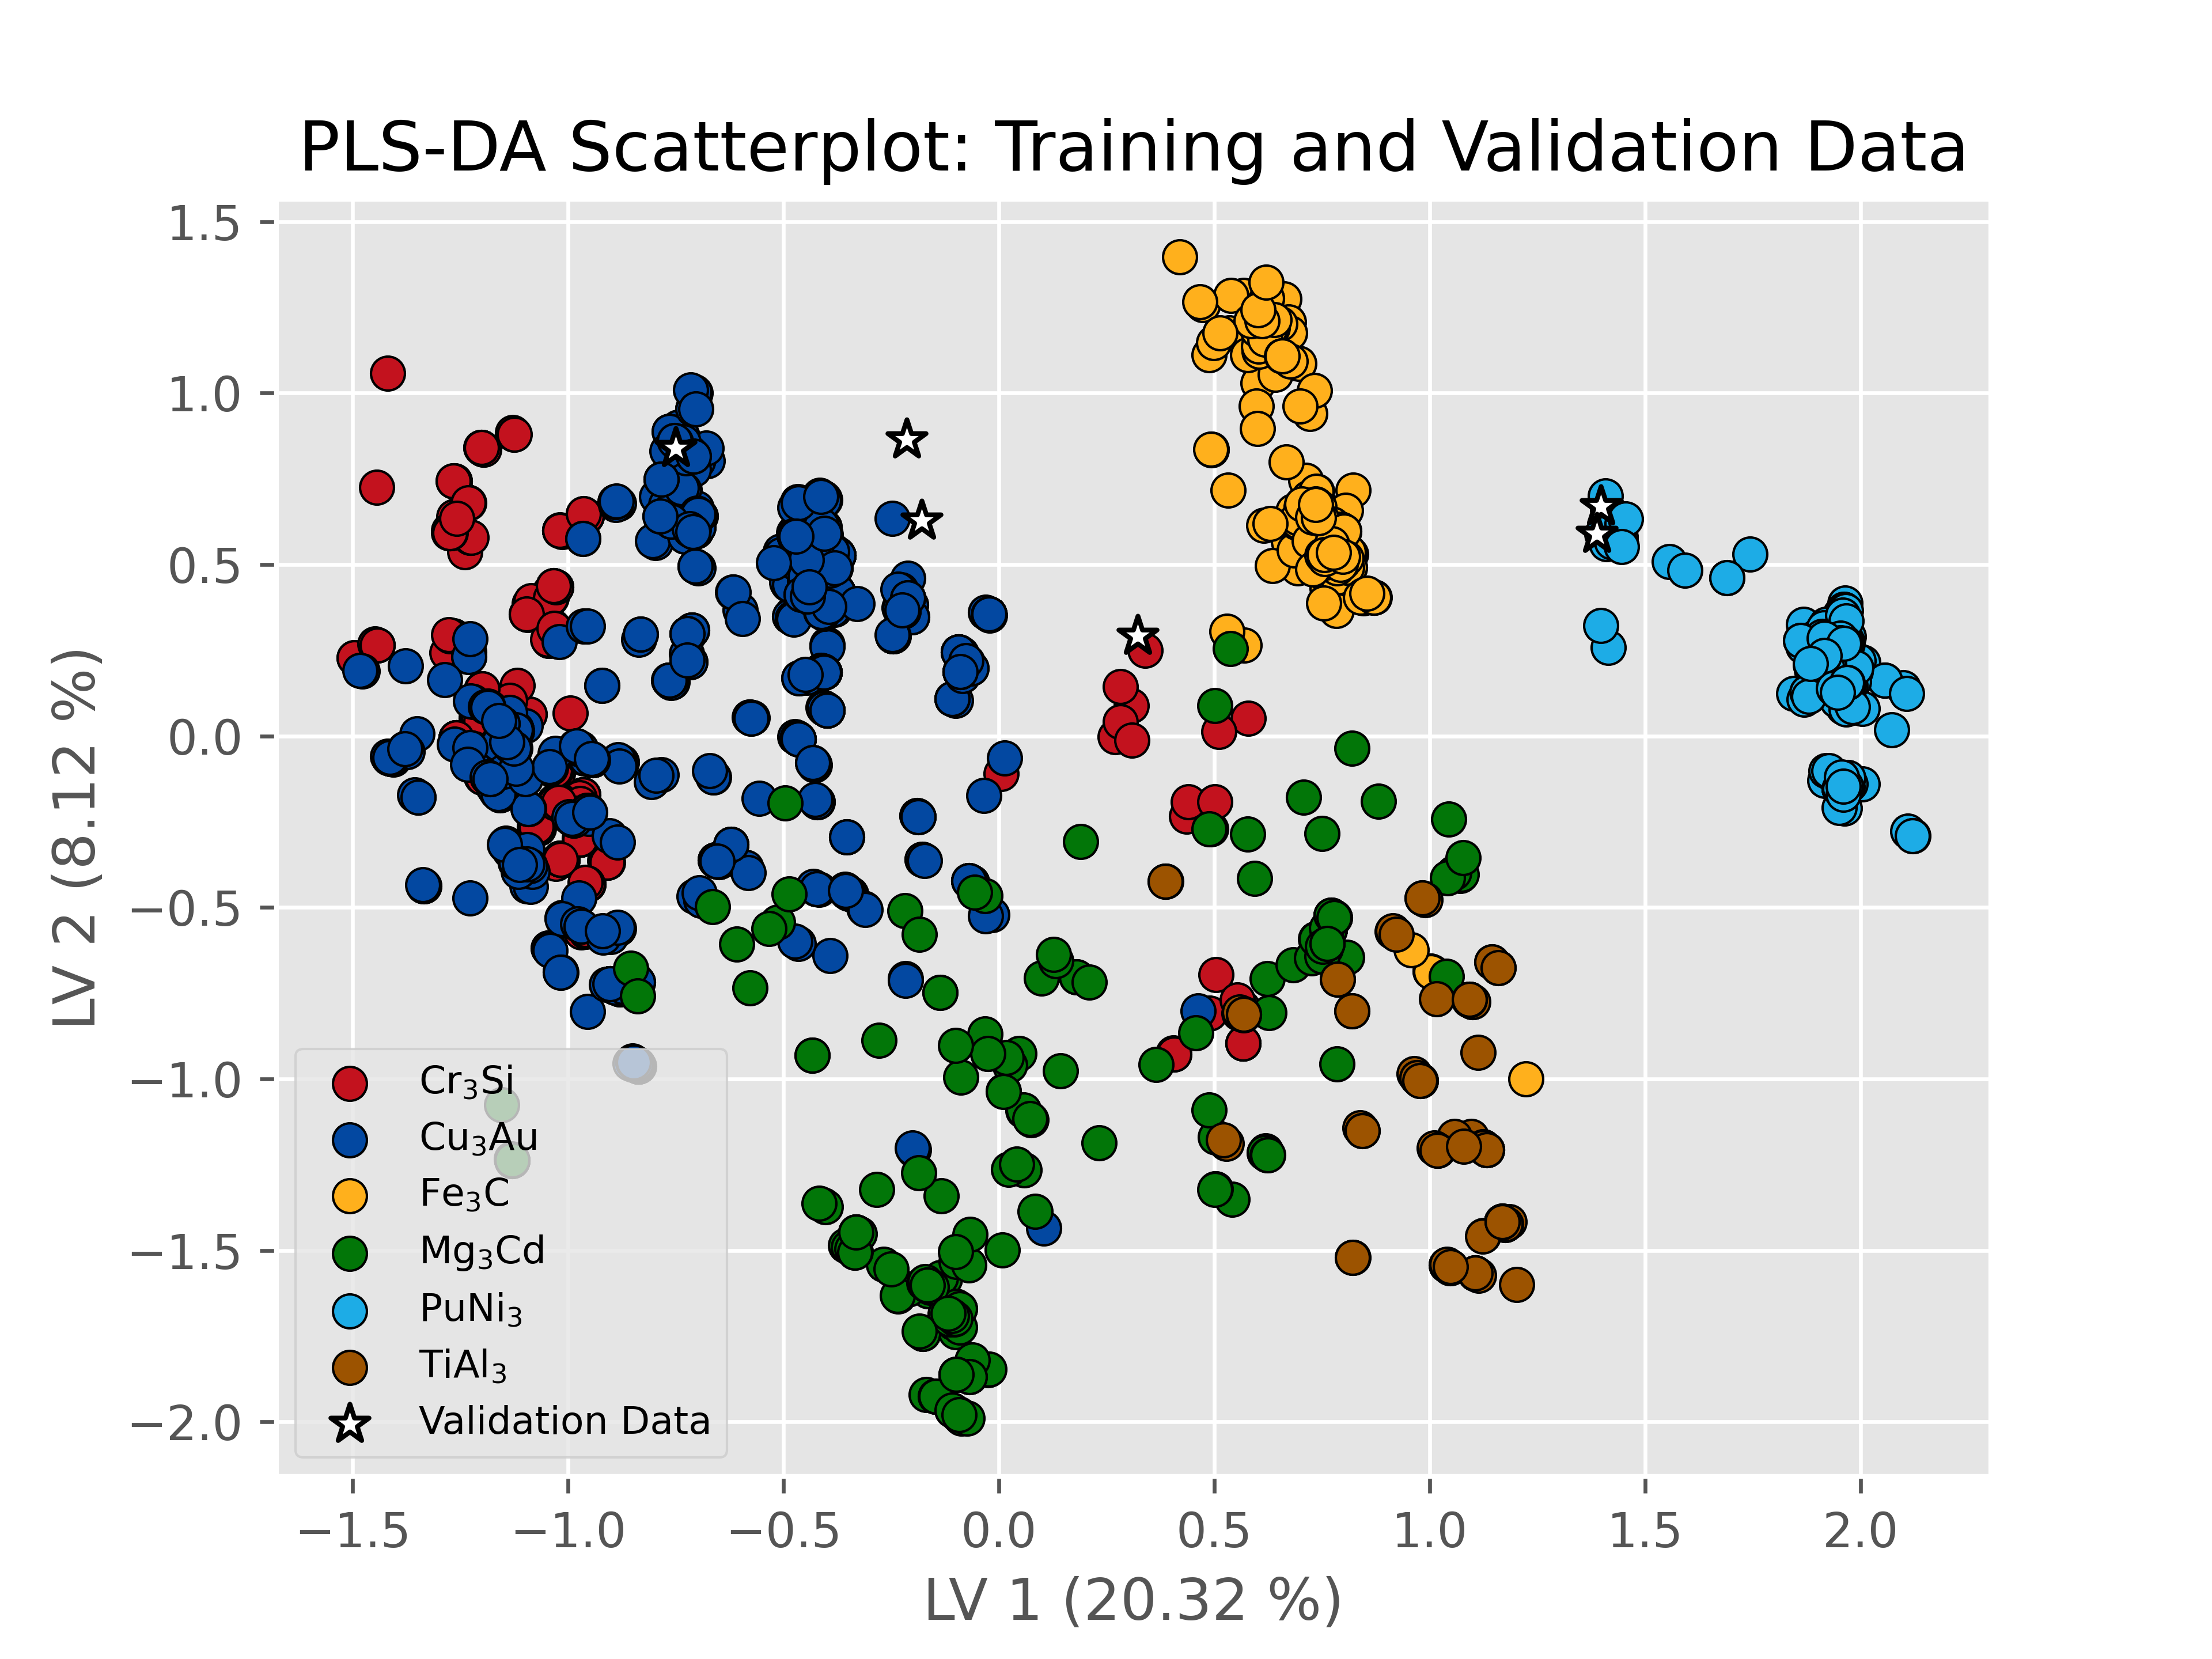 PLS-DA Scatterplot: Training and Validation Data
1.5
1.0
0.5
0.0
−0.5
−1.0
−1.5
−2.0
LV 2 (8.12 %)
Cr₃Si
Cu₃Au
Fe₃C
Mg₃Cd
PuNi₃
TiAl₃
Validation Data
−1.5 −1.0 −0.5 0.0 0.5 1.0 1.5 2.0
LV 1 (20.32 %)